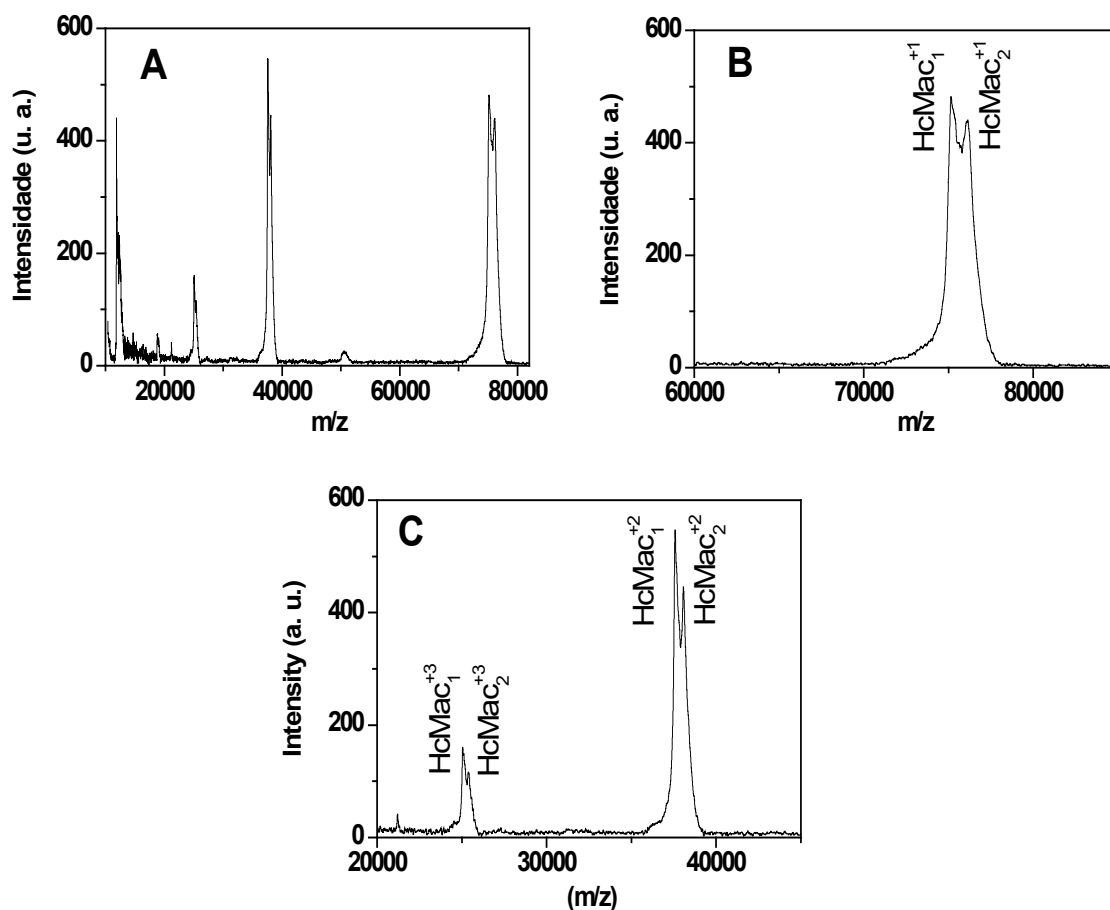 A
600
400
200
0
Intensidade (u. a.)
20000 40000 60000 80000
m/z
B
HcMac₁⁺¹
HcMac₂⁺¹
600
400
200
0
Intensidade (u. a.)
60000 70000 80000
m/z
C
HcMac₁⁺³
HcMac₂⁺³
HcMac₁⁺²
HcMac₂⁺²
600
400
200
0
Intensity (a. u.)
20000 30000 40000
(m/z)